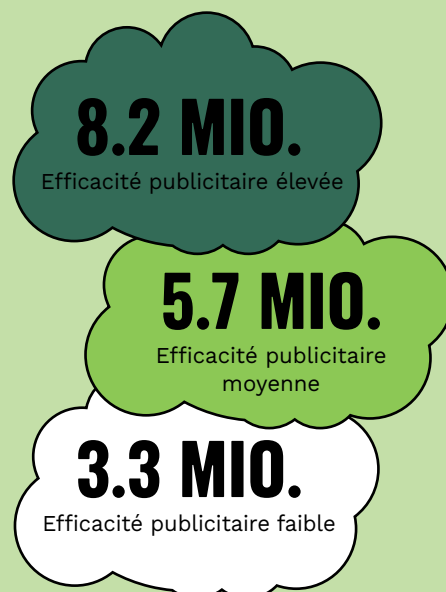 8.2 MIO.
Efficacité publicitaire élevée
5.7 MIO.
Efficacité publicitaire
moyenne
3.3 MIO.
Efficacité publicitaire faible